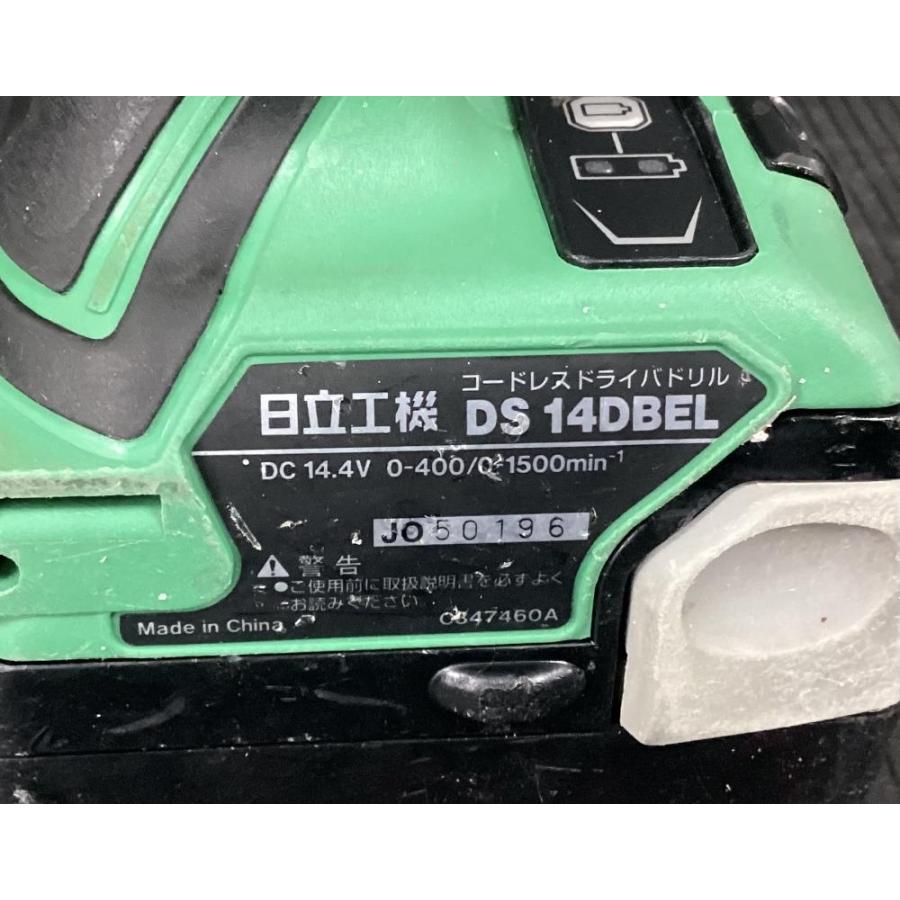 コードレスドライバドリル
日立工機 DS 14DBEL
DC 14.4V 0-400/0-1500min⁻¹
JO50196
警告
●ご使用前に取扱説明書を必ずよく
お読みください
Made in China
C347460A